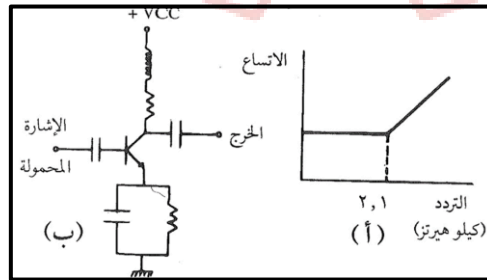 + VCC
الاتساع
الإشارة
المحمولة
الخرج
٢,١
التردد
(كيلو هيرتز)
(أ)
(ب)